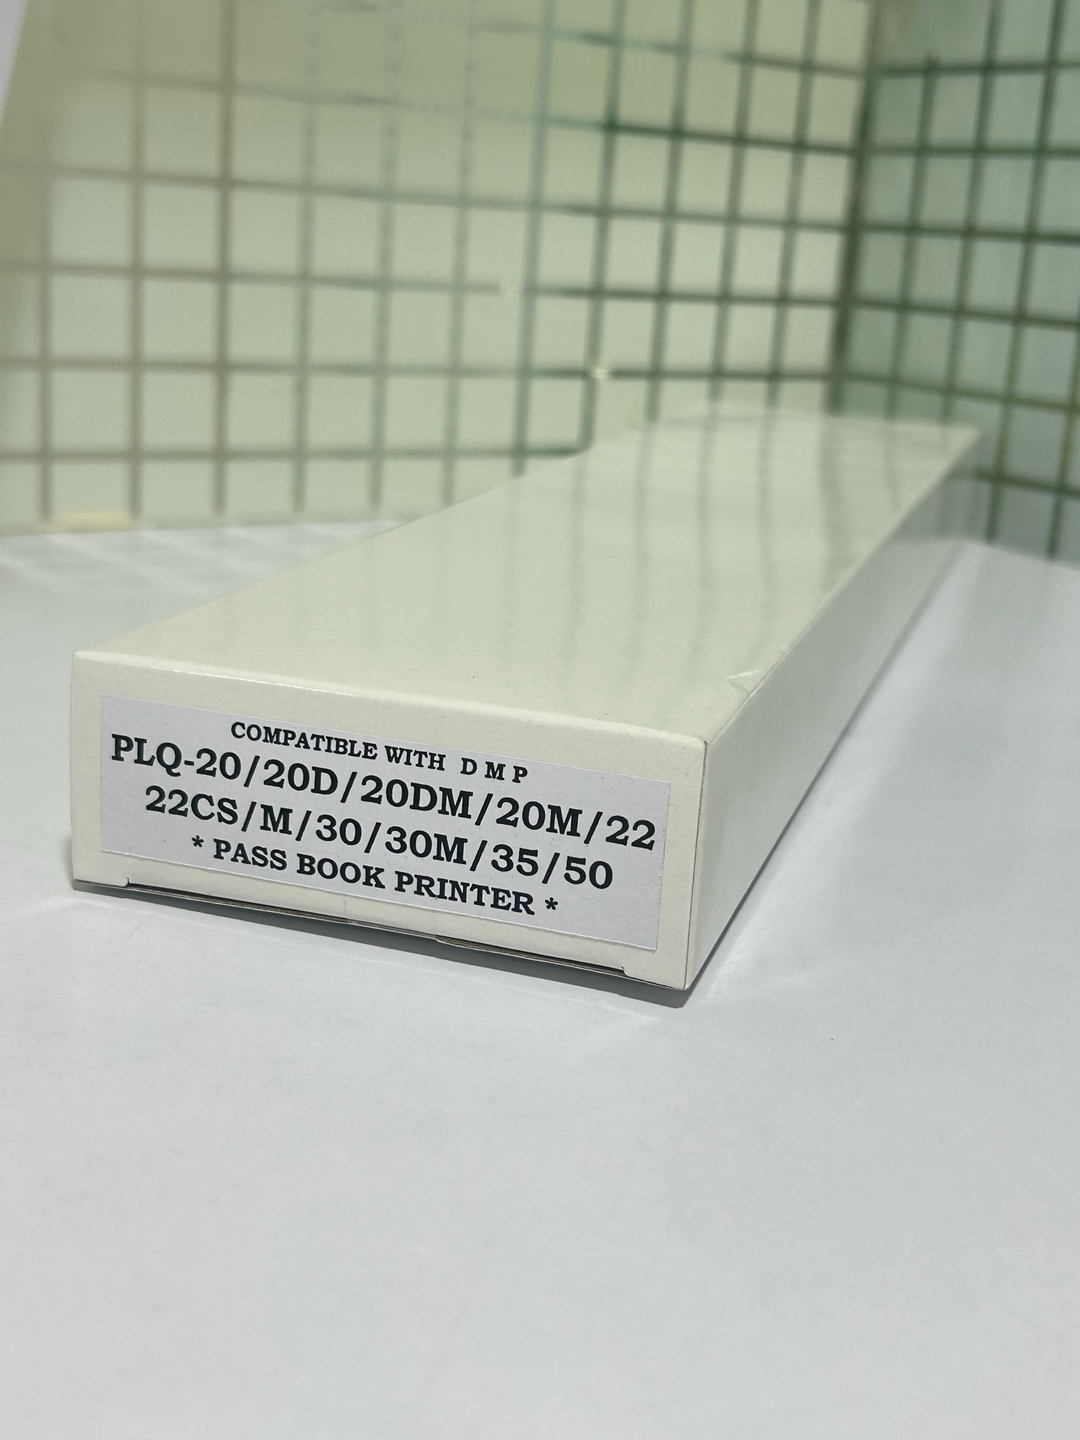 COMPATIBLE WITH D M P
PLQ-20/20D/20DM/20M/22
22CS/M/30/30M/35/50
* PASS BOOK PRINTER *